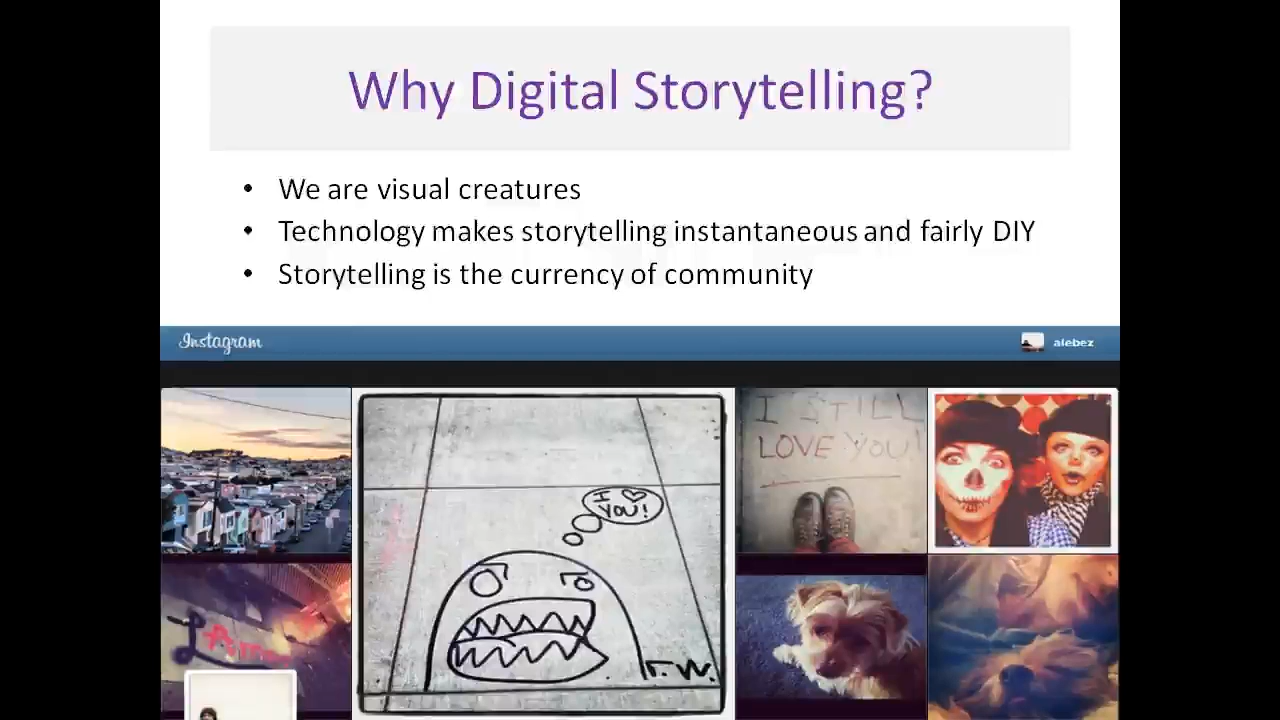 Why Digital Storytelling?
• We are visual creatures
• Technology makes storytelling instantaneous and fairly DIY
• Storytelling is the currency of community
Instagram
alebez
I STILL
LOVE YOU!
I ♡
YOU!
r.w.